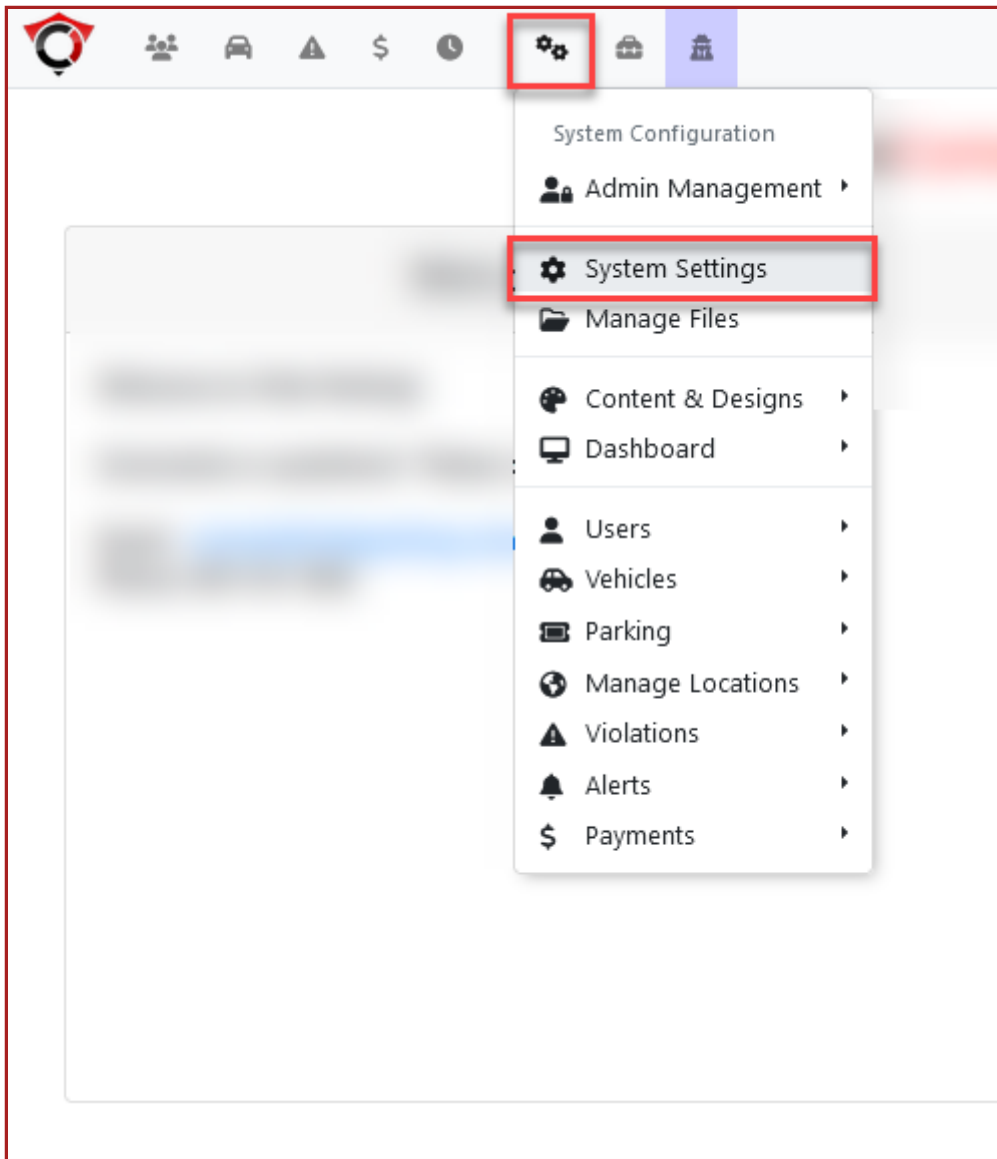 System Configuration
Admin Management
System Settings
Manage Files
Content & Designs
Dashboard
Users
Vehicles
Parking
Manage Locations
Violations
Alerts
$ Payments